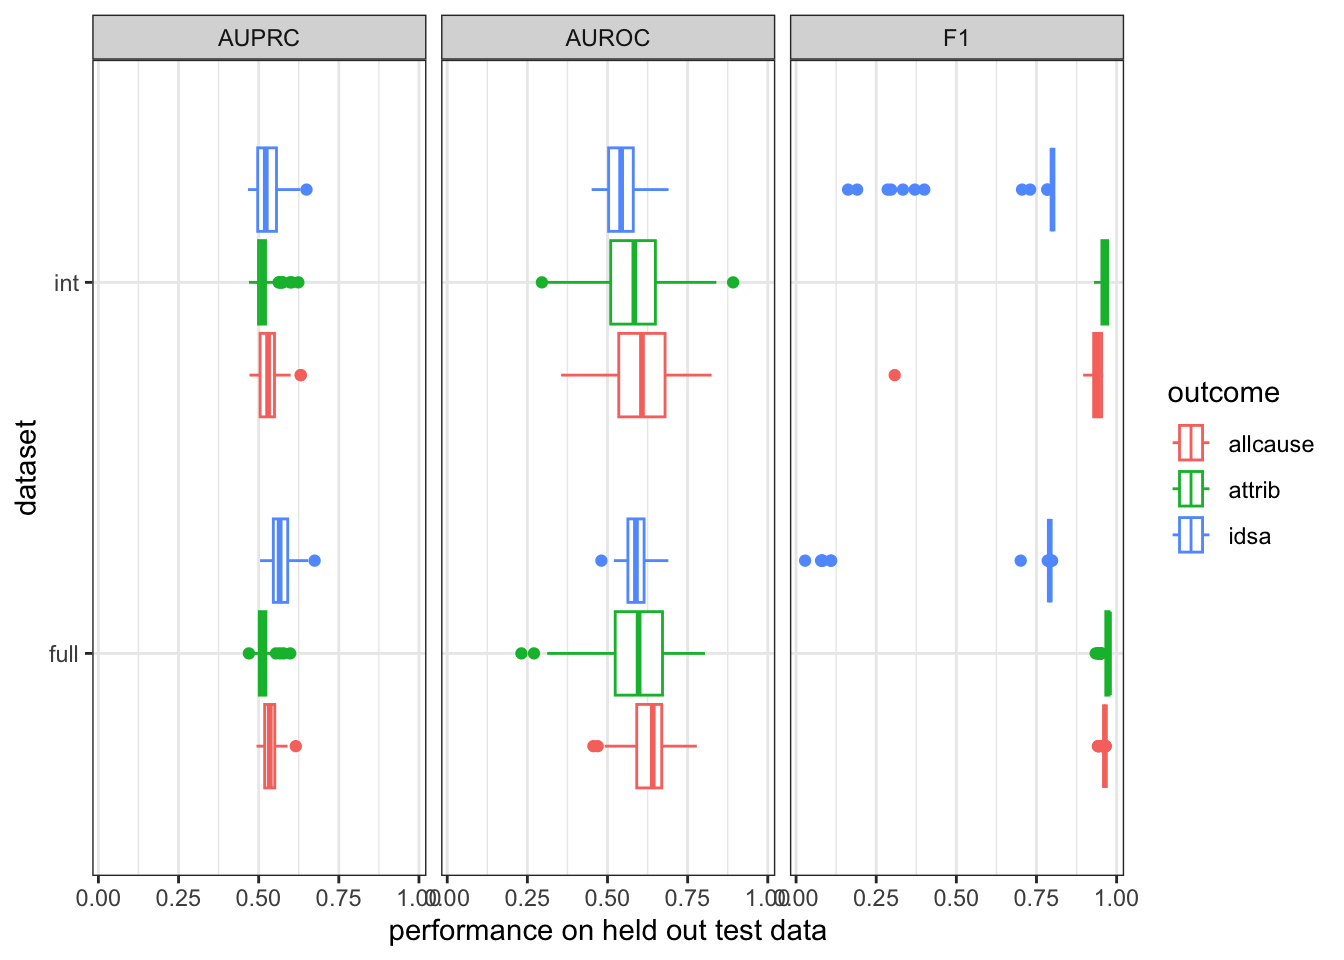 AUPRC AUROC F1
int
full
dataset
0.00 0.25 0.50 0.75 1.00 0.00 0.25 0.50 0.75 1.00 0.00 0.25 0.50 0.75 1.00
performance on held out test data
outcome
allcause
attrib
idsa